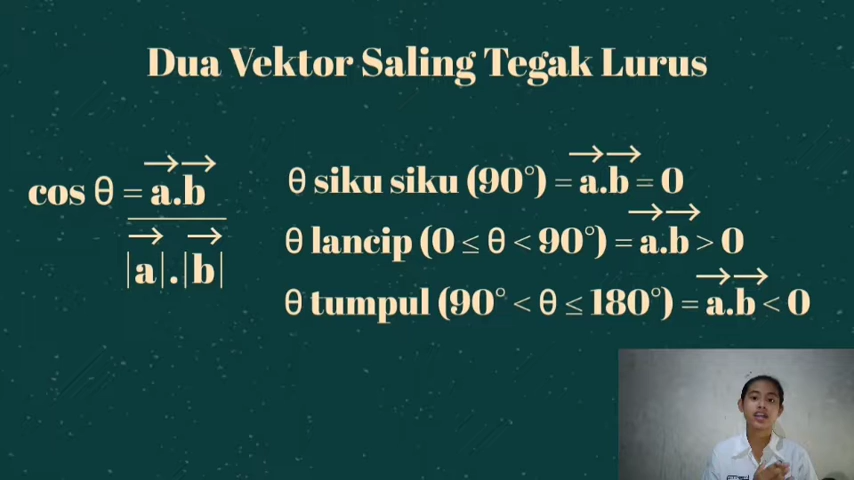 Dua Vektor Saling Tegak Lurus
cos θ = a.b
|a|.|b|
θ siku siku (90°) = a.b = 0
θ lancip (0 ≤ θ < 90°) = a.b > 0
θ tumpul (90° < θ ≤ 180°) = a.b < 0